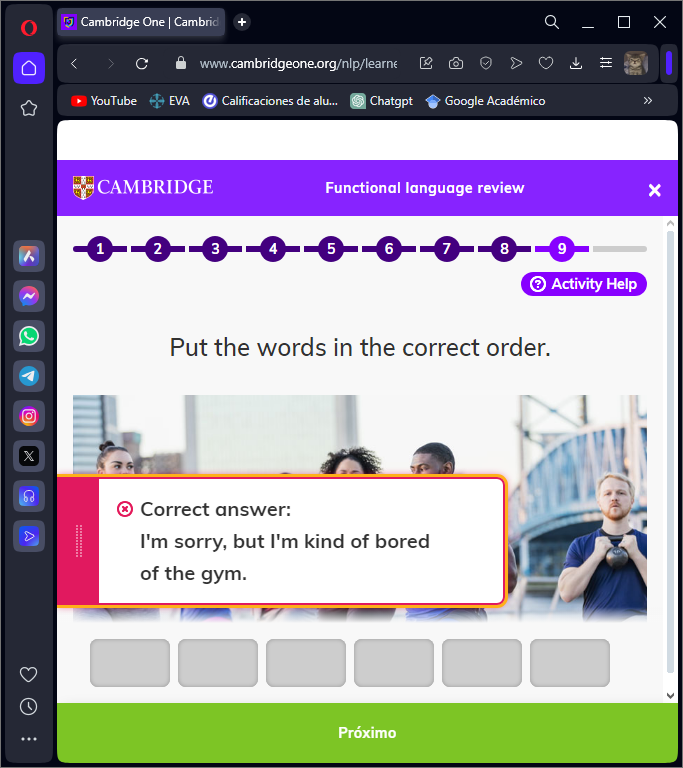 Cambridge One | Cambrid
www.cambridgeone.org/nlp/learne
YouTube
EVA
Calificaciones de alu...
Chatgpt
Google Académico
CAMBRIDGE
Functional language review
1 2 3 4 5 6 7 8 9
Activity Help
Put the words in the correct order.
Correct answer:
I'm sorry, but I'm kind of bored
of the gym.
Próximo